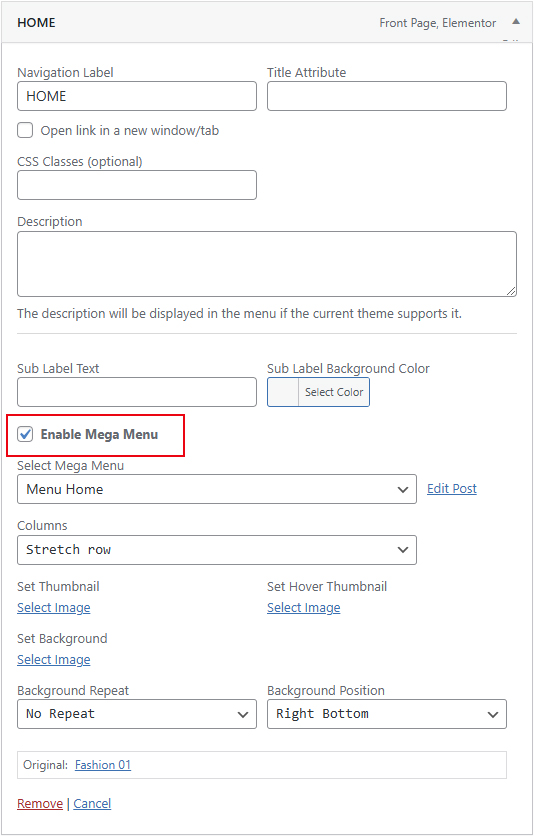 HOME Front Page, Elementor
Navigation Label Title Attribute
HOME
Open link in a new window/tab
CSS Classes (optional)
Description
The description will be displayed in the menu if the current theme supports it.
Sub Label Text Sub Label Background Color
Select Color
Enable Mega Menu
Select Mega Menu
Menu Home Edit Post
Columns
Stretch row
Set Thumbnail Set Hover Thumbnail
Select Image Select Image
Set Background
Select Image
Background Repeat Background Position
No Repeat Right Bottom
Original: Fashion 01
Remove | Cancel